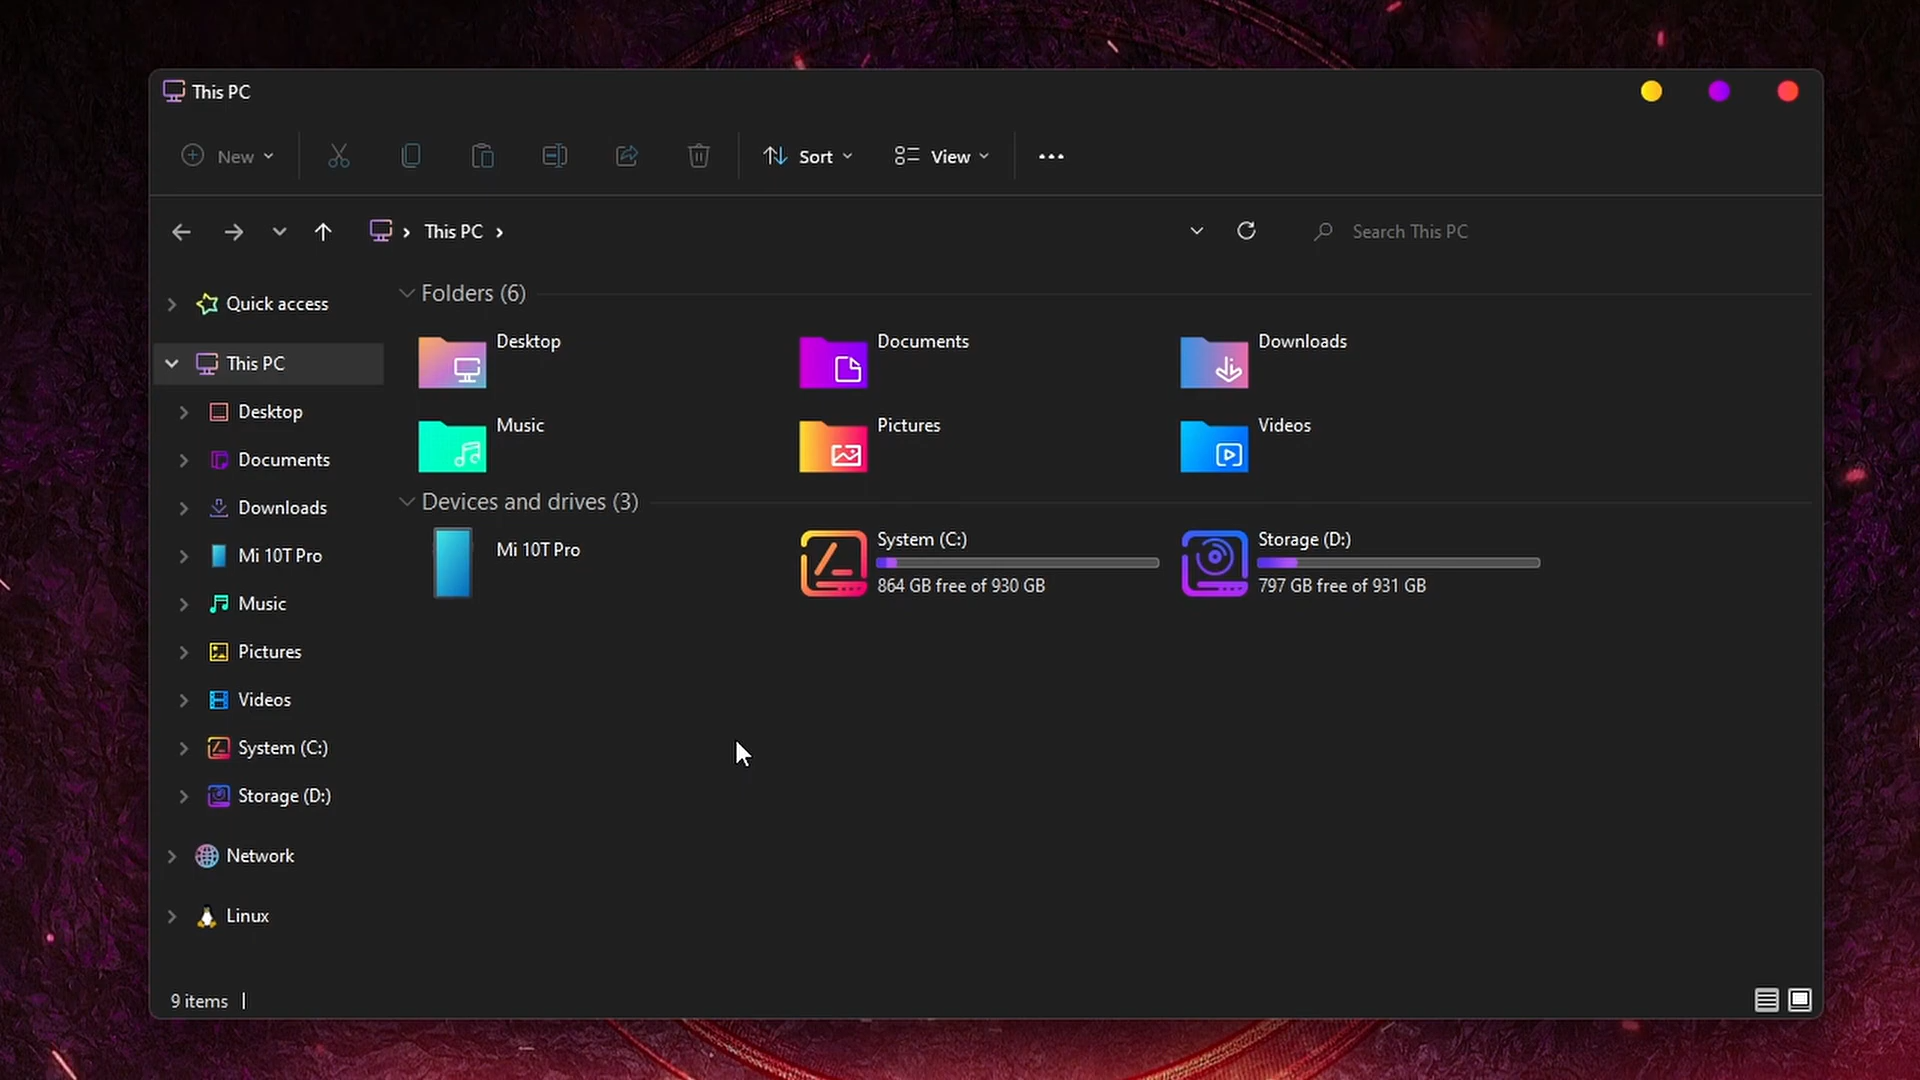 This PC
New
Sort
View
This PC
Search This PC
Quick access
This PC
Desktop
Documents
Downloads
Mi 10T Pro
Music
Pictures
Videos
System (C:)
Storage (D:)
Network
Linux
Folders (6)
Desktop
Documents
Downloads
Music
Pictures
Videos
Devices and drives (3)
Mi 10T Pro
System (C:)
864 GB free of 930 GB
Storage (D:)
797 GB free of 931 GB
9 items